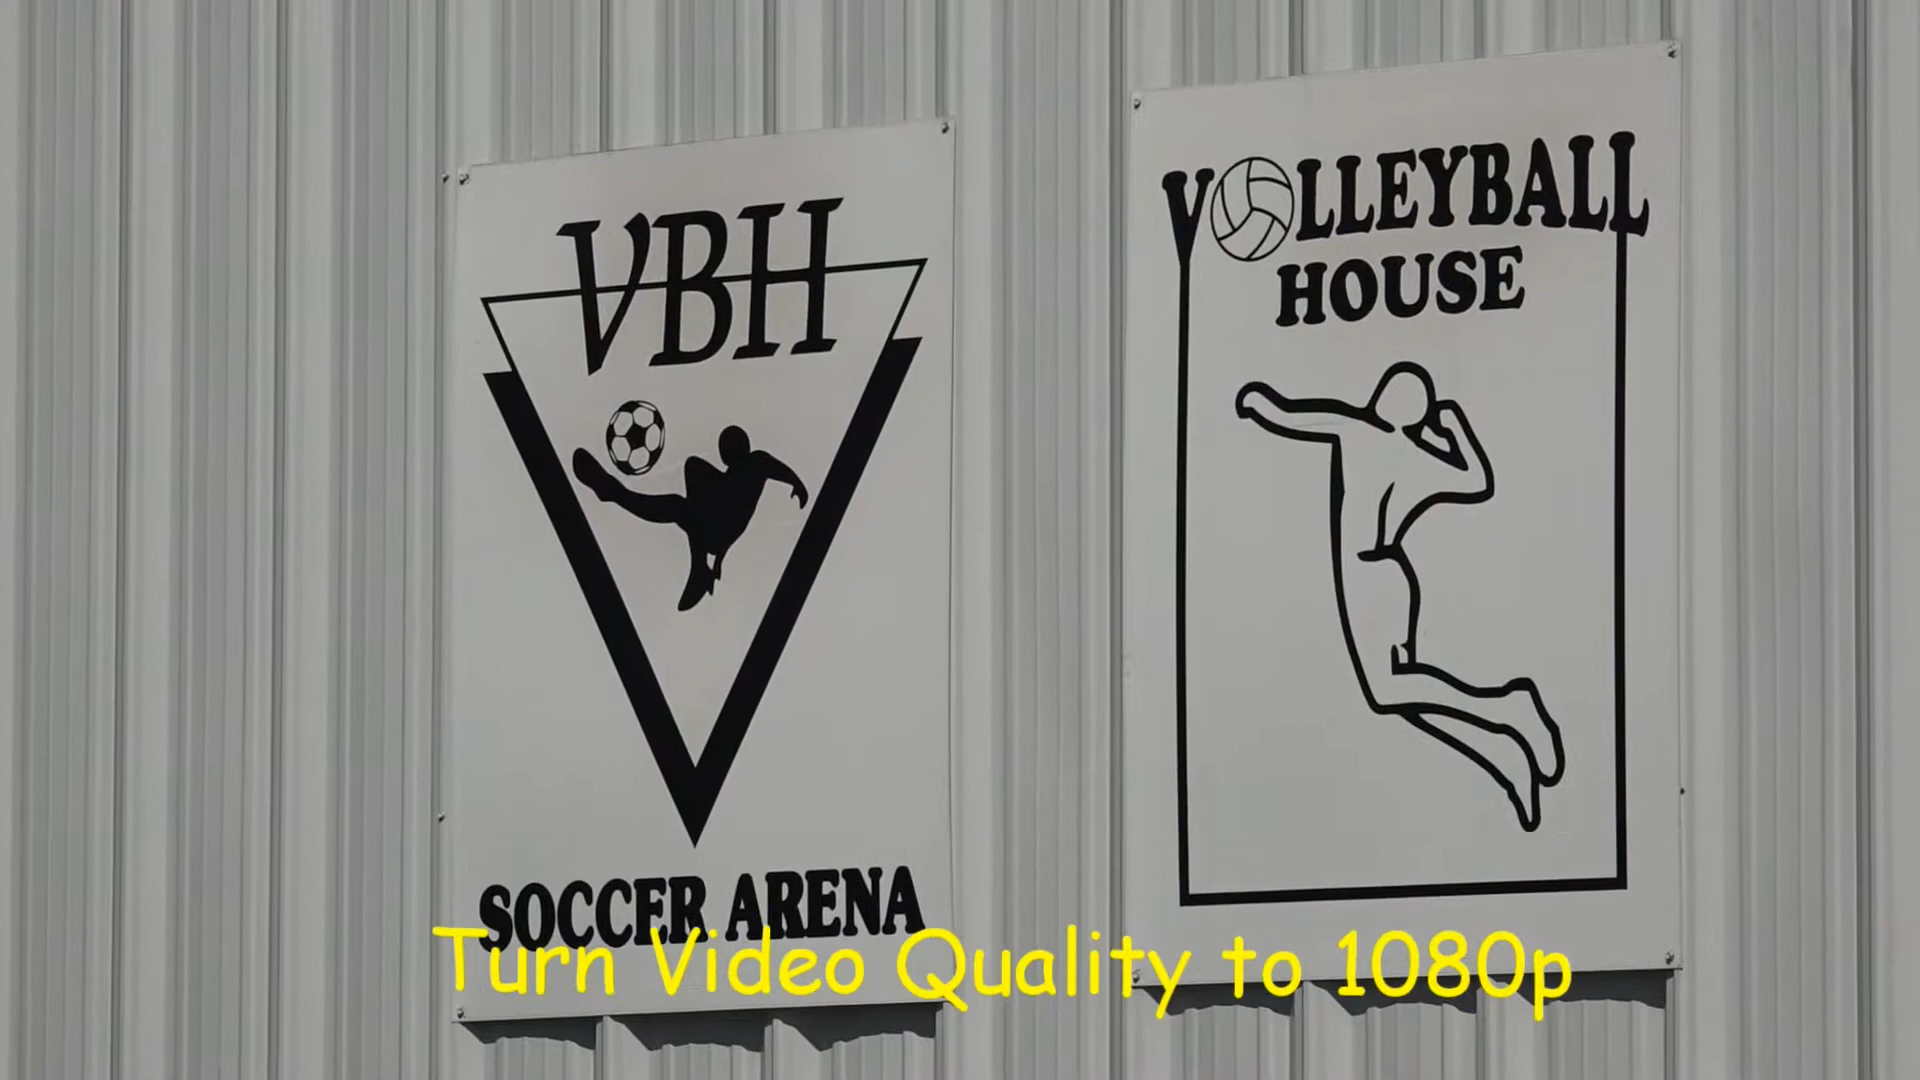 VBH
SOCCER ARENA
VOLLEYBALL
HOUSE
Turn Video Quality to 1080p